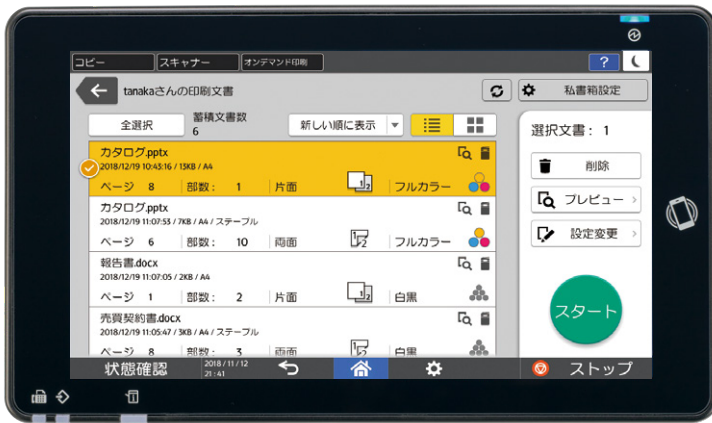 コピー
スキャナー
オンデマンド印刷
?
tanakaさんの印刷文書
私書箱設定
全選択
蓄積文書数
6
新しい順に表示
選択文書: 1
カタログ.pptx
2018/12/19 10:43:16 / 13KB / A4
ページ 8 部数: 1 片面 1 2 フルカラー
カタログ.pptx
2018/12/19 11:07:53 / 7KB / A4 / ステープル
ページ 6 部数: 10 両面 1 2 フルカラー
報告書.docx
2018/12/19 11:07:05 / 2KB / A4
ページ 1 部数: 2 片面 1 2 白黒
売買契約書.docx
2018/12/19 11:05:47 / 3KB / A4 / ステープル
ページ 8 部数: 3 両面 1 2 白黒
削除
プレビュー
設定変更
スタート
状態確認
2018/11/12
21:41
ストップ